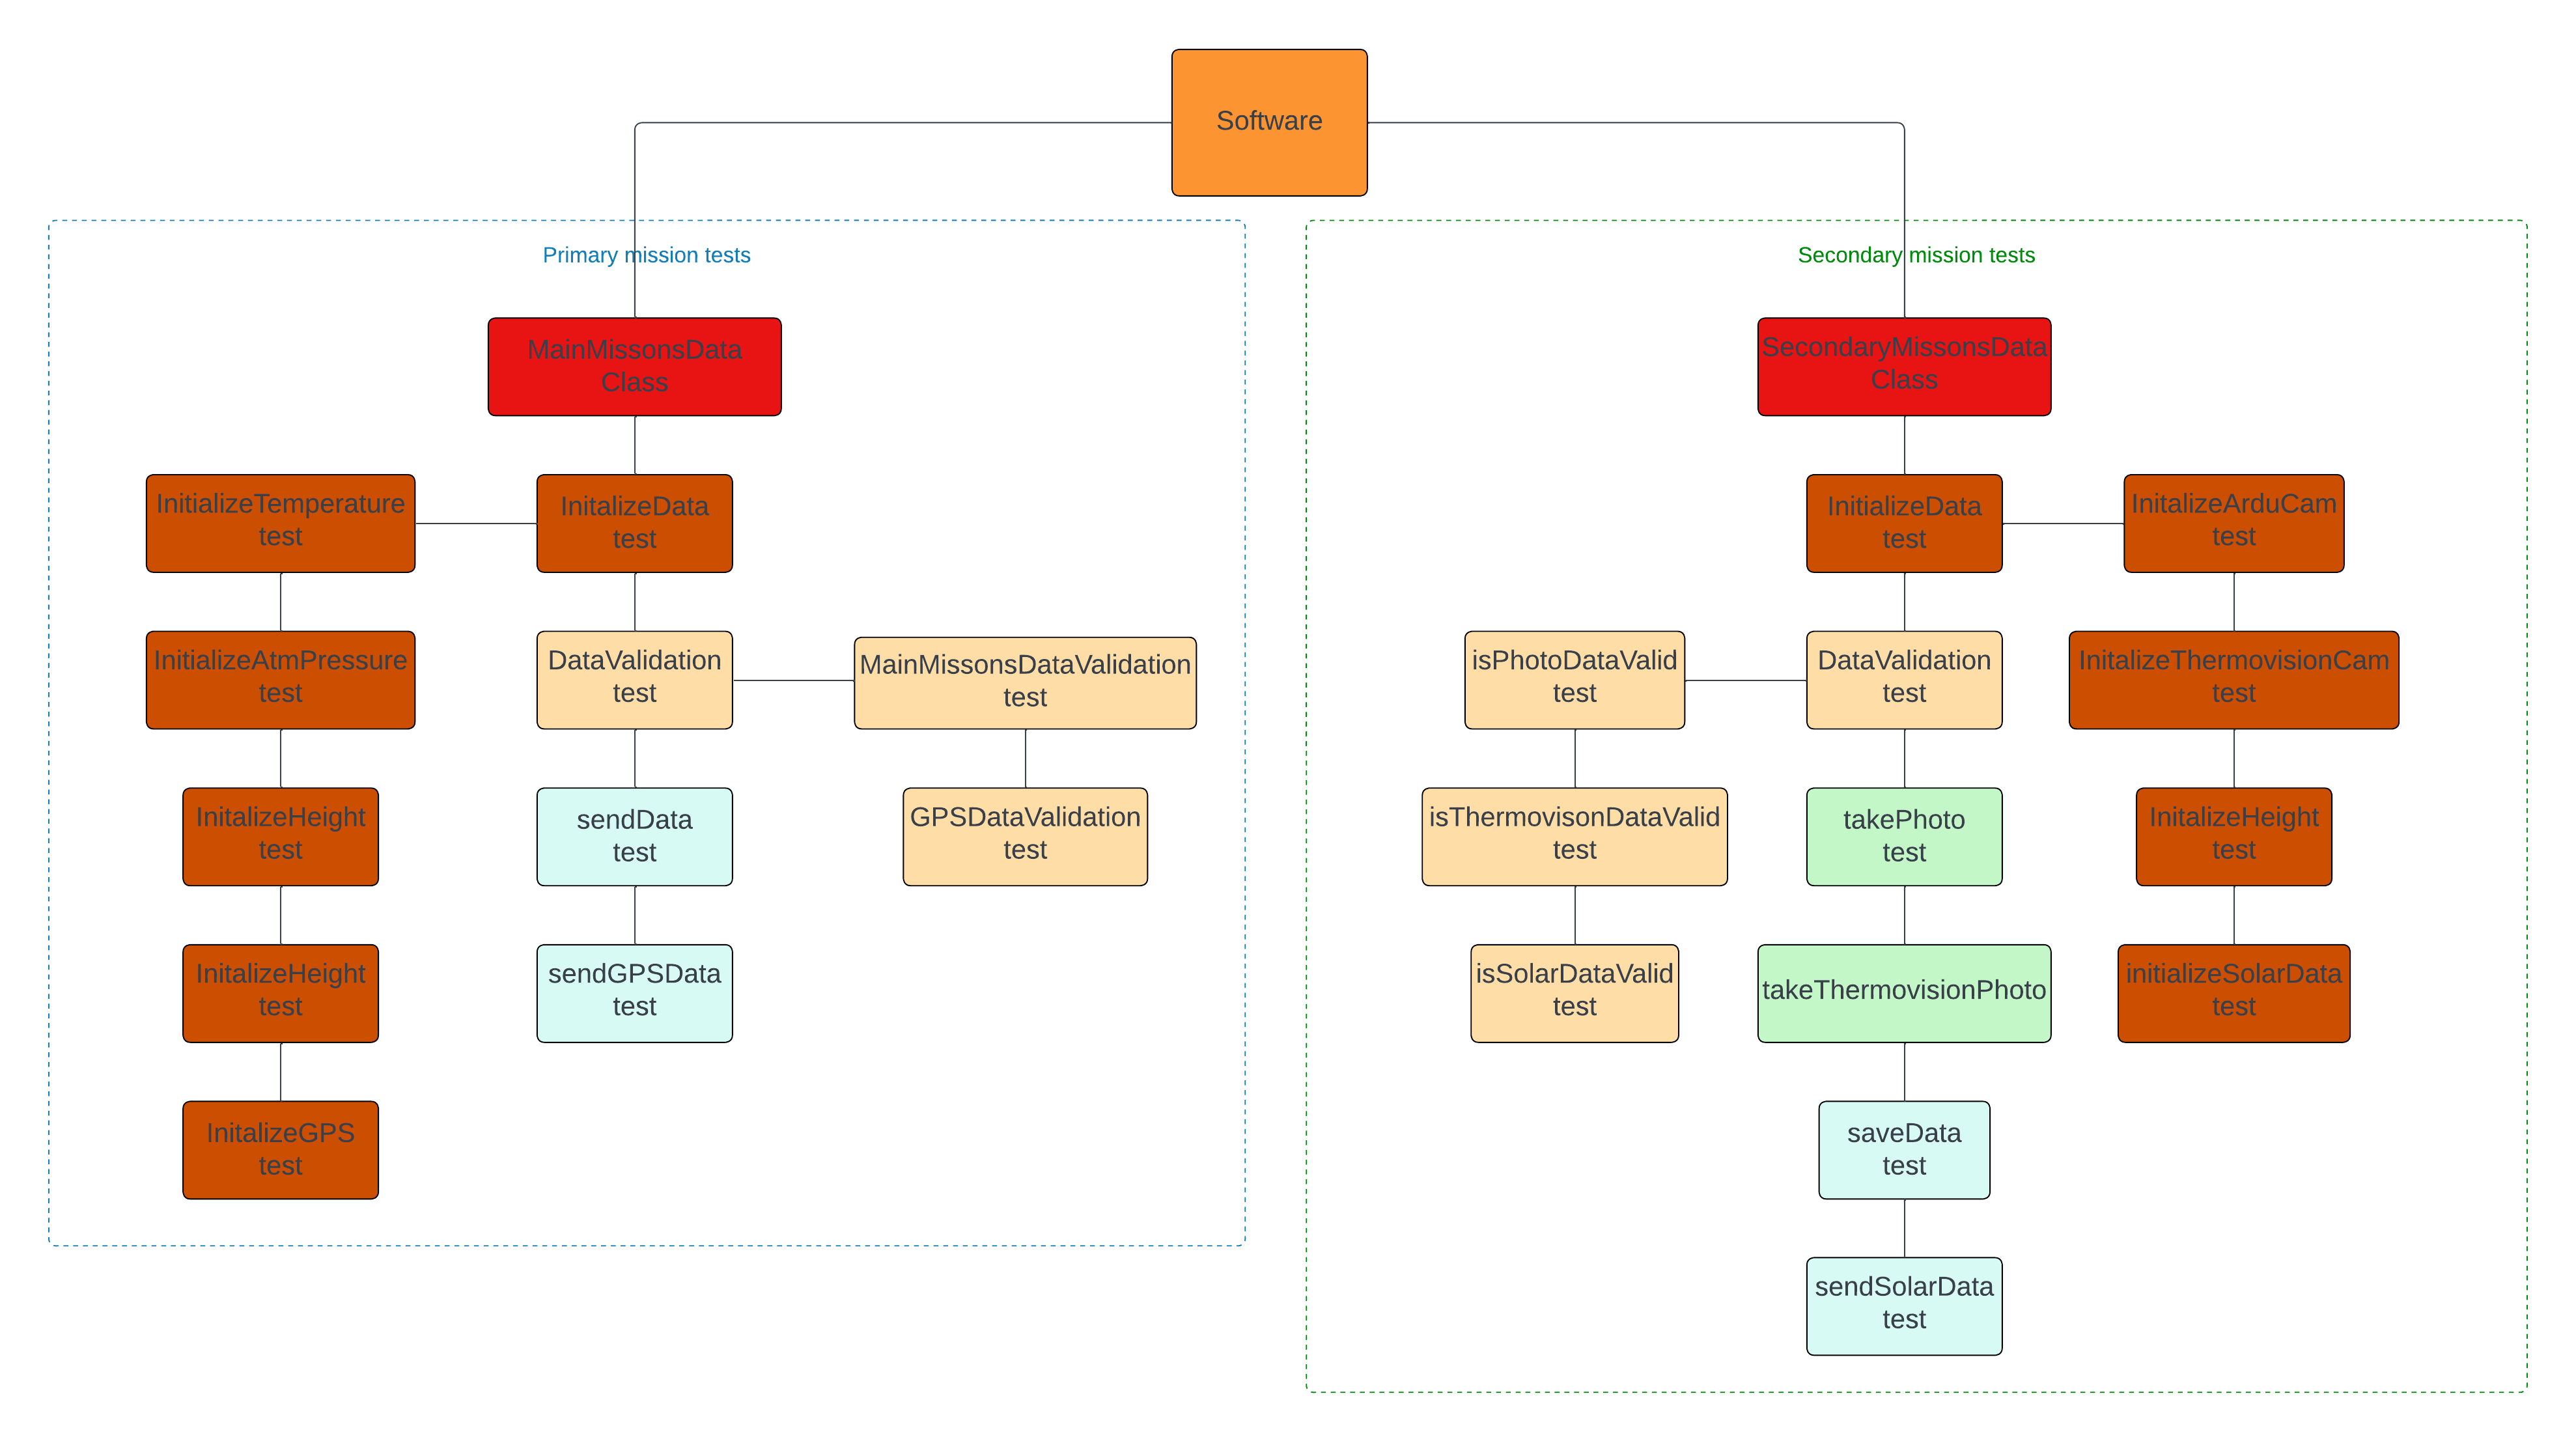 Software
Primary mission tests
MainMissonsData
Class
InitializeTemperature
test
InitalizeData
test
InitializeAtmPressure
test
DataValidation
test
MainMissonsDataValidation
test
InitalizeHeight
test
sendData
test
GPSDataValidation
test
InitalizeHeight
test
sendGPSData
test
InitalizeGPS
test
Secondary mission tests
SecondaryMissonsData
Class
InitializeData
test
InitalizeArduCam
test
isPhotoDataValid
test
DataValidation
test
InitalizeThermovisionCam
test
isThermovisonDataValid
test
takePhoto
test
InitalizeHeight
test
isSolarDataValid
test
takeThermovisionPhoto
initializeSolarData
test
saveData
test
sendSolarData
test